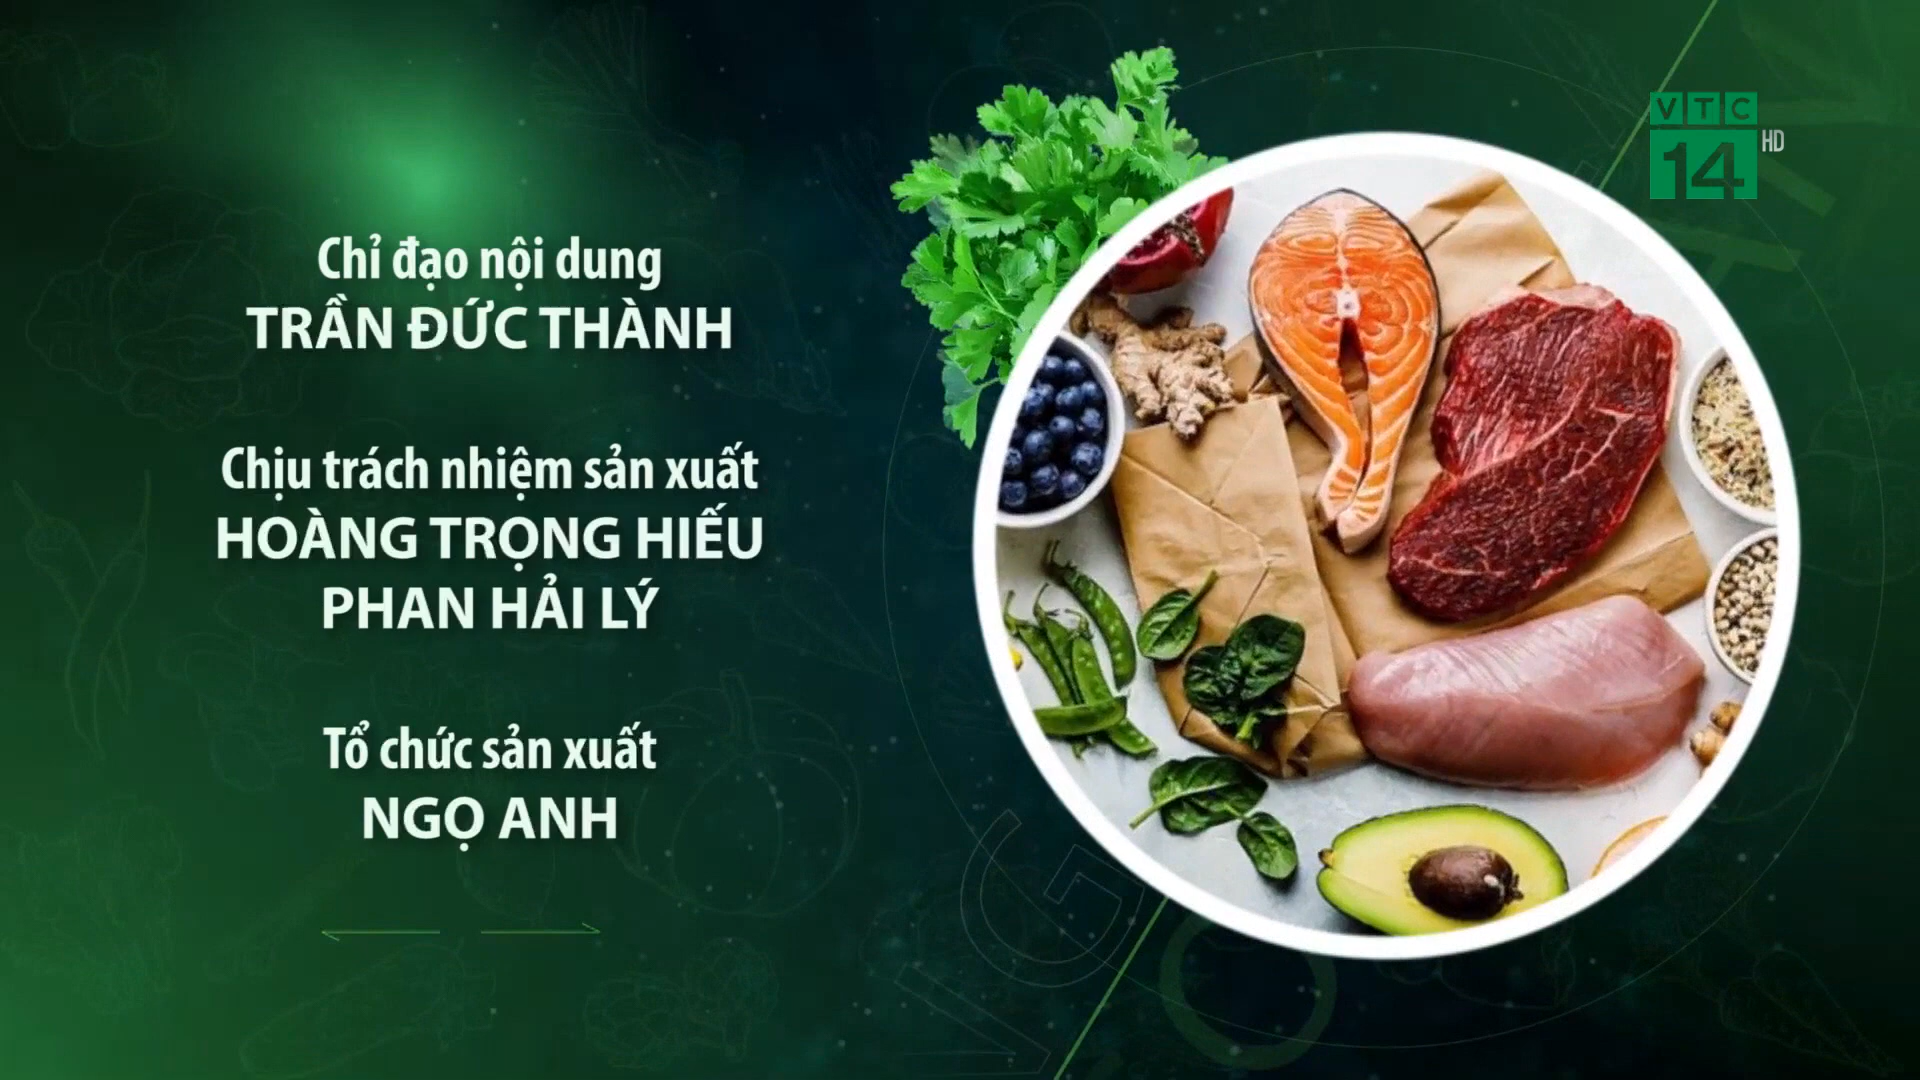 Chỉ đạo nội dung
TRẦN ĐỨC THÀNH
Chịu trách nhiệm sản xuất
HOÀNG TRỌNG HIẾU
PHAN HẢI LÝ
Tổ chức sản xuất
NGỌ ANH
VTC
14 HD